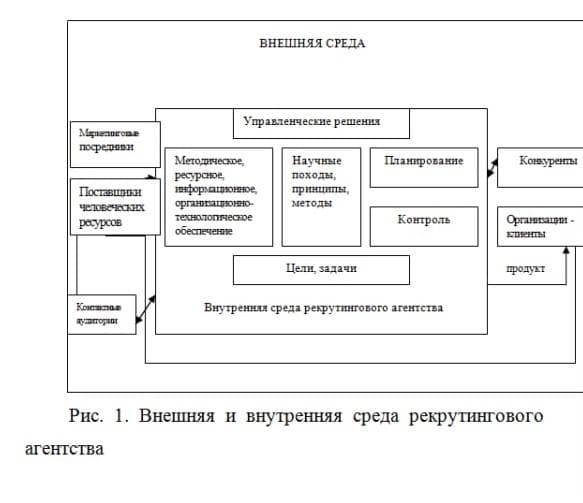 ВНЕШНЯЯ СРЕДА
Управленческие решения
Маркетинговые
посредники
Методическое,
ресурсное,
информационное,
организационно-
технологическое
обеспечение
Научные
походы,
принципы,
методы
Планирование
Конкуренты
Поставщики
человеческих
ресурсов
Контроль
Организации -
клиенты
Цели, задачи
продукт
Контактные
аудитории
Внутренняя среда рекрутингового агентства
Рис. 1. Внешняя и внутренняя среда рекрутингового
агентства